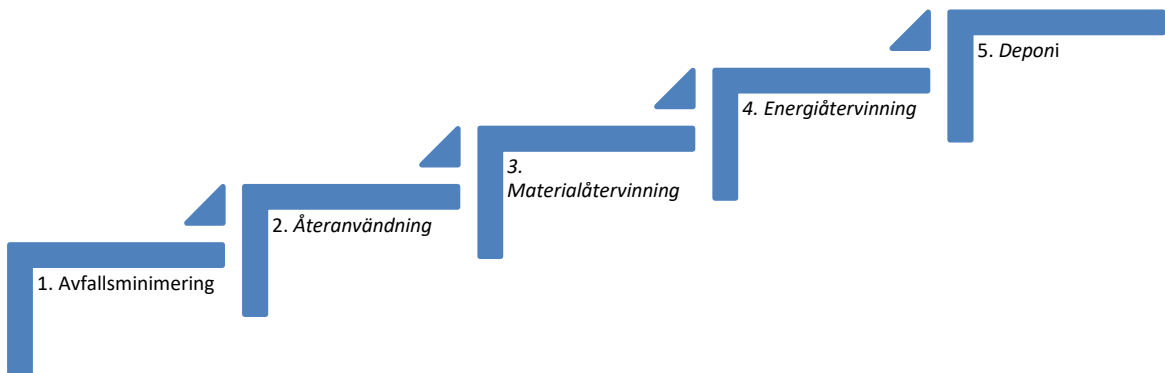 1. Avfallsminimering
2. Återanvändning
3.
Materialåtervinning
4. Energiåtervinning
5. Deponi